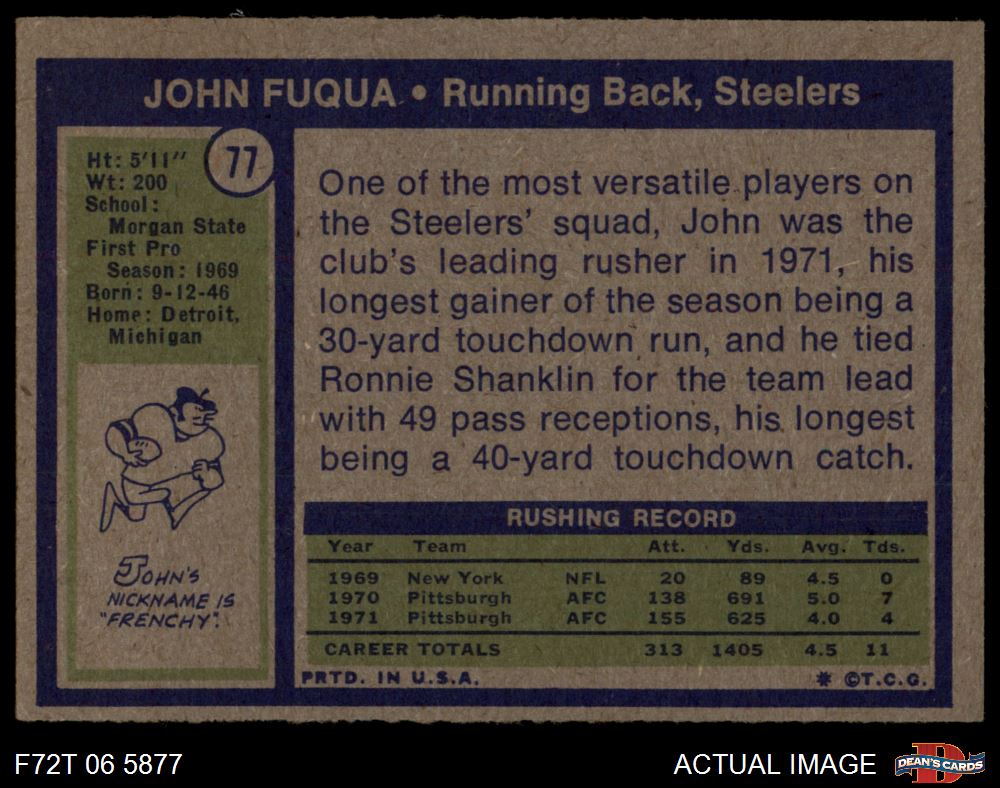 JOHN FUQUA • Running Back, Steelers
77
Ht: 5'11"
Wt: 200
School:
Morgan State
First Pro
Season: 1969
Born: 9-12-46
Home: Detroit,
Michigan
JOHN'S
NICKNAME IS
"FRENCHY".
One of the most versatile players on
the Steelers' squad, John was the
club's leading rusher in 1971, his
longest gainer of the season being a
30-yard touchdown run, and he tied
Ronnie Shanklin for the team lead
with 49 pass receptions, his longest
being a 40-yard touchdown catch.
RUSHING RECORD
Year Team Att. Yds. Avg. Tds.
1969 New York NFL 20 89 4.5 0
1970 Pittsburgh AFC 138 691 5.0 7
1971 Pittsburgh AFC 155 625 4.0 4
CAREER TOTALS 313 1405 4.5 11
PRTD. IN U.S.A. * ©T.C.G.
F72T 06 5877 ACTUAL IMAGE
DEAN'S CARDS